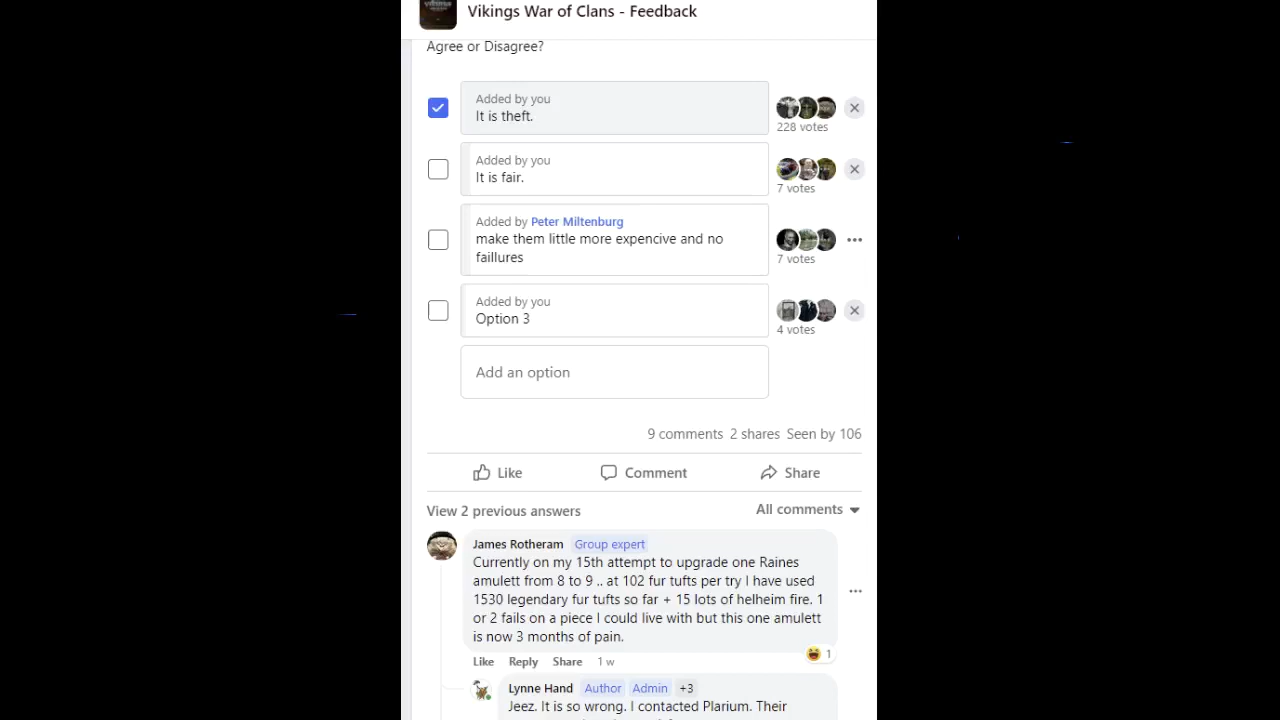 Vikings War of Clans - Feedback
Agree or Disagree?
Added by you
It is theft.
228 votes
Added by you
It is fair.
7 votes
Added by Peter Miltenburg
make them little more expencive and no
faillures
7 votes
Added by you
Option 3
4 votes
Add an option
9 comments 2 shares Seen by 106
Like Comment Share
View 2 previous answers All comments
James Rotheram Group expert
Currently on my 15th attempt to upgrade one Raines
amulett from 8 to 9 .. at 102 fur tufts per try I have used
1530 legendary fur tufts so far + 15 lots of helheim fire. 1
or 2 fails on a piece I could live with but this one amulett
is now 3 months of pain.
1
Like Reply Share 1 w
Lynne Hand Author Admin +3
Jeez. It is so wrong. I contacted Plarium. Their